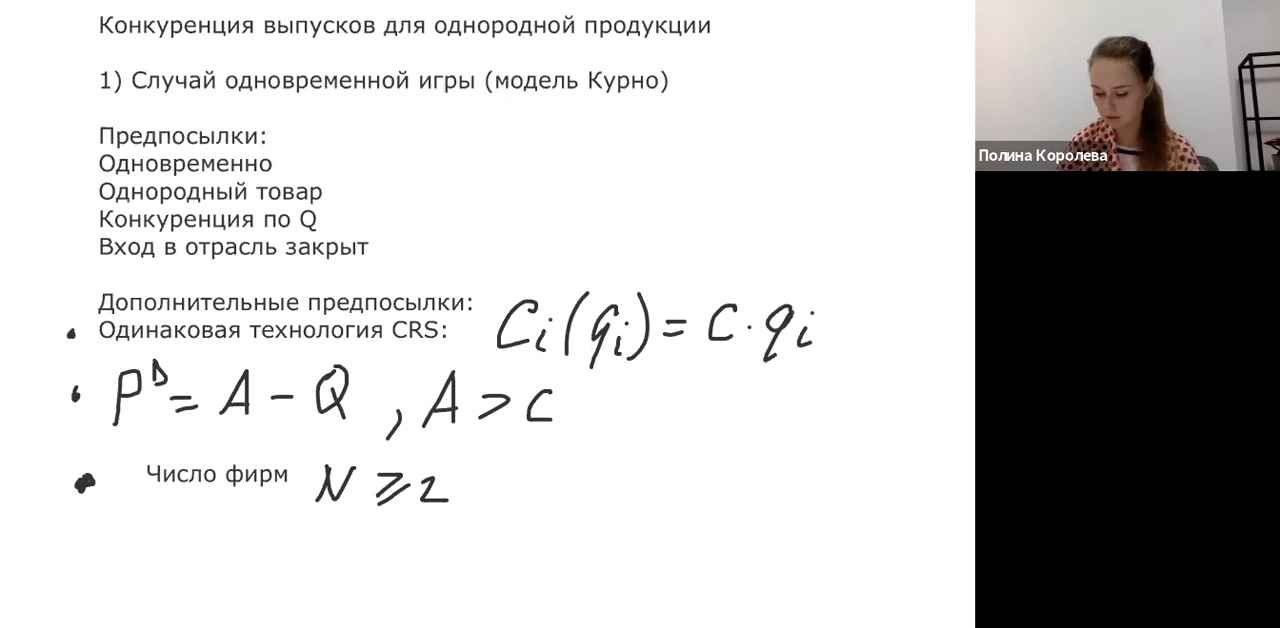 Конкуренция выпусков для однородной продукции
1) Случай одновременной игры (модель Курно)
Предпосылки:
Одновременно
Однородный товар
Конкуренция по Q
Вход в отрасль закрыт
Дополнительные предпосылки:
• Одинаковая технология CRS: Ci(qi) = c · qi
• P^D = A - Q , A > c
• Число фирм N ⩾ 2
Полина Королева